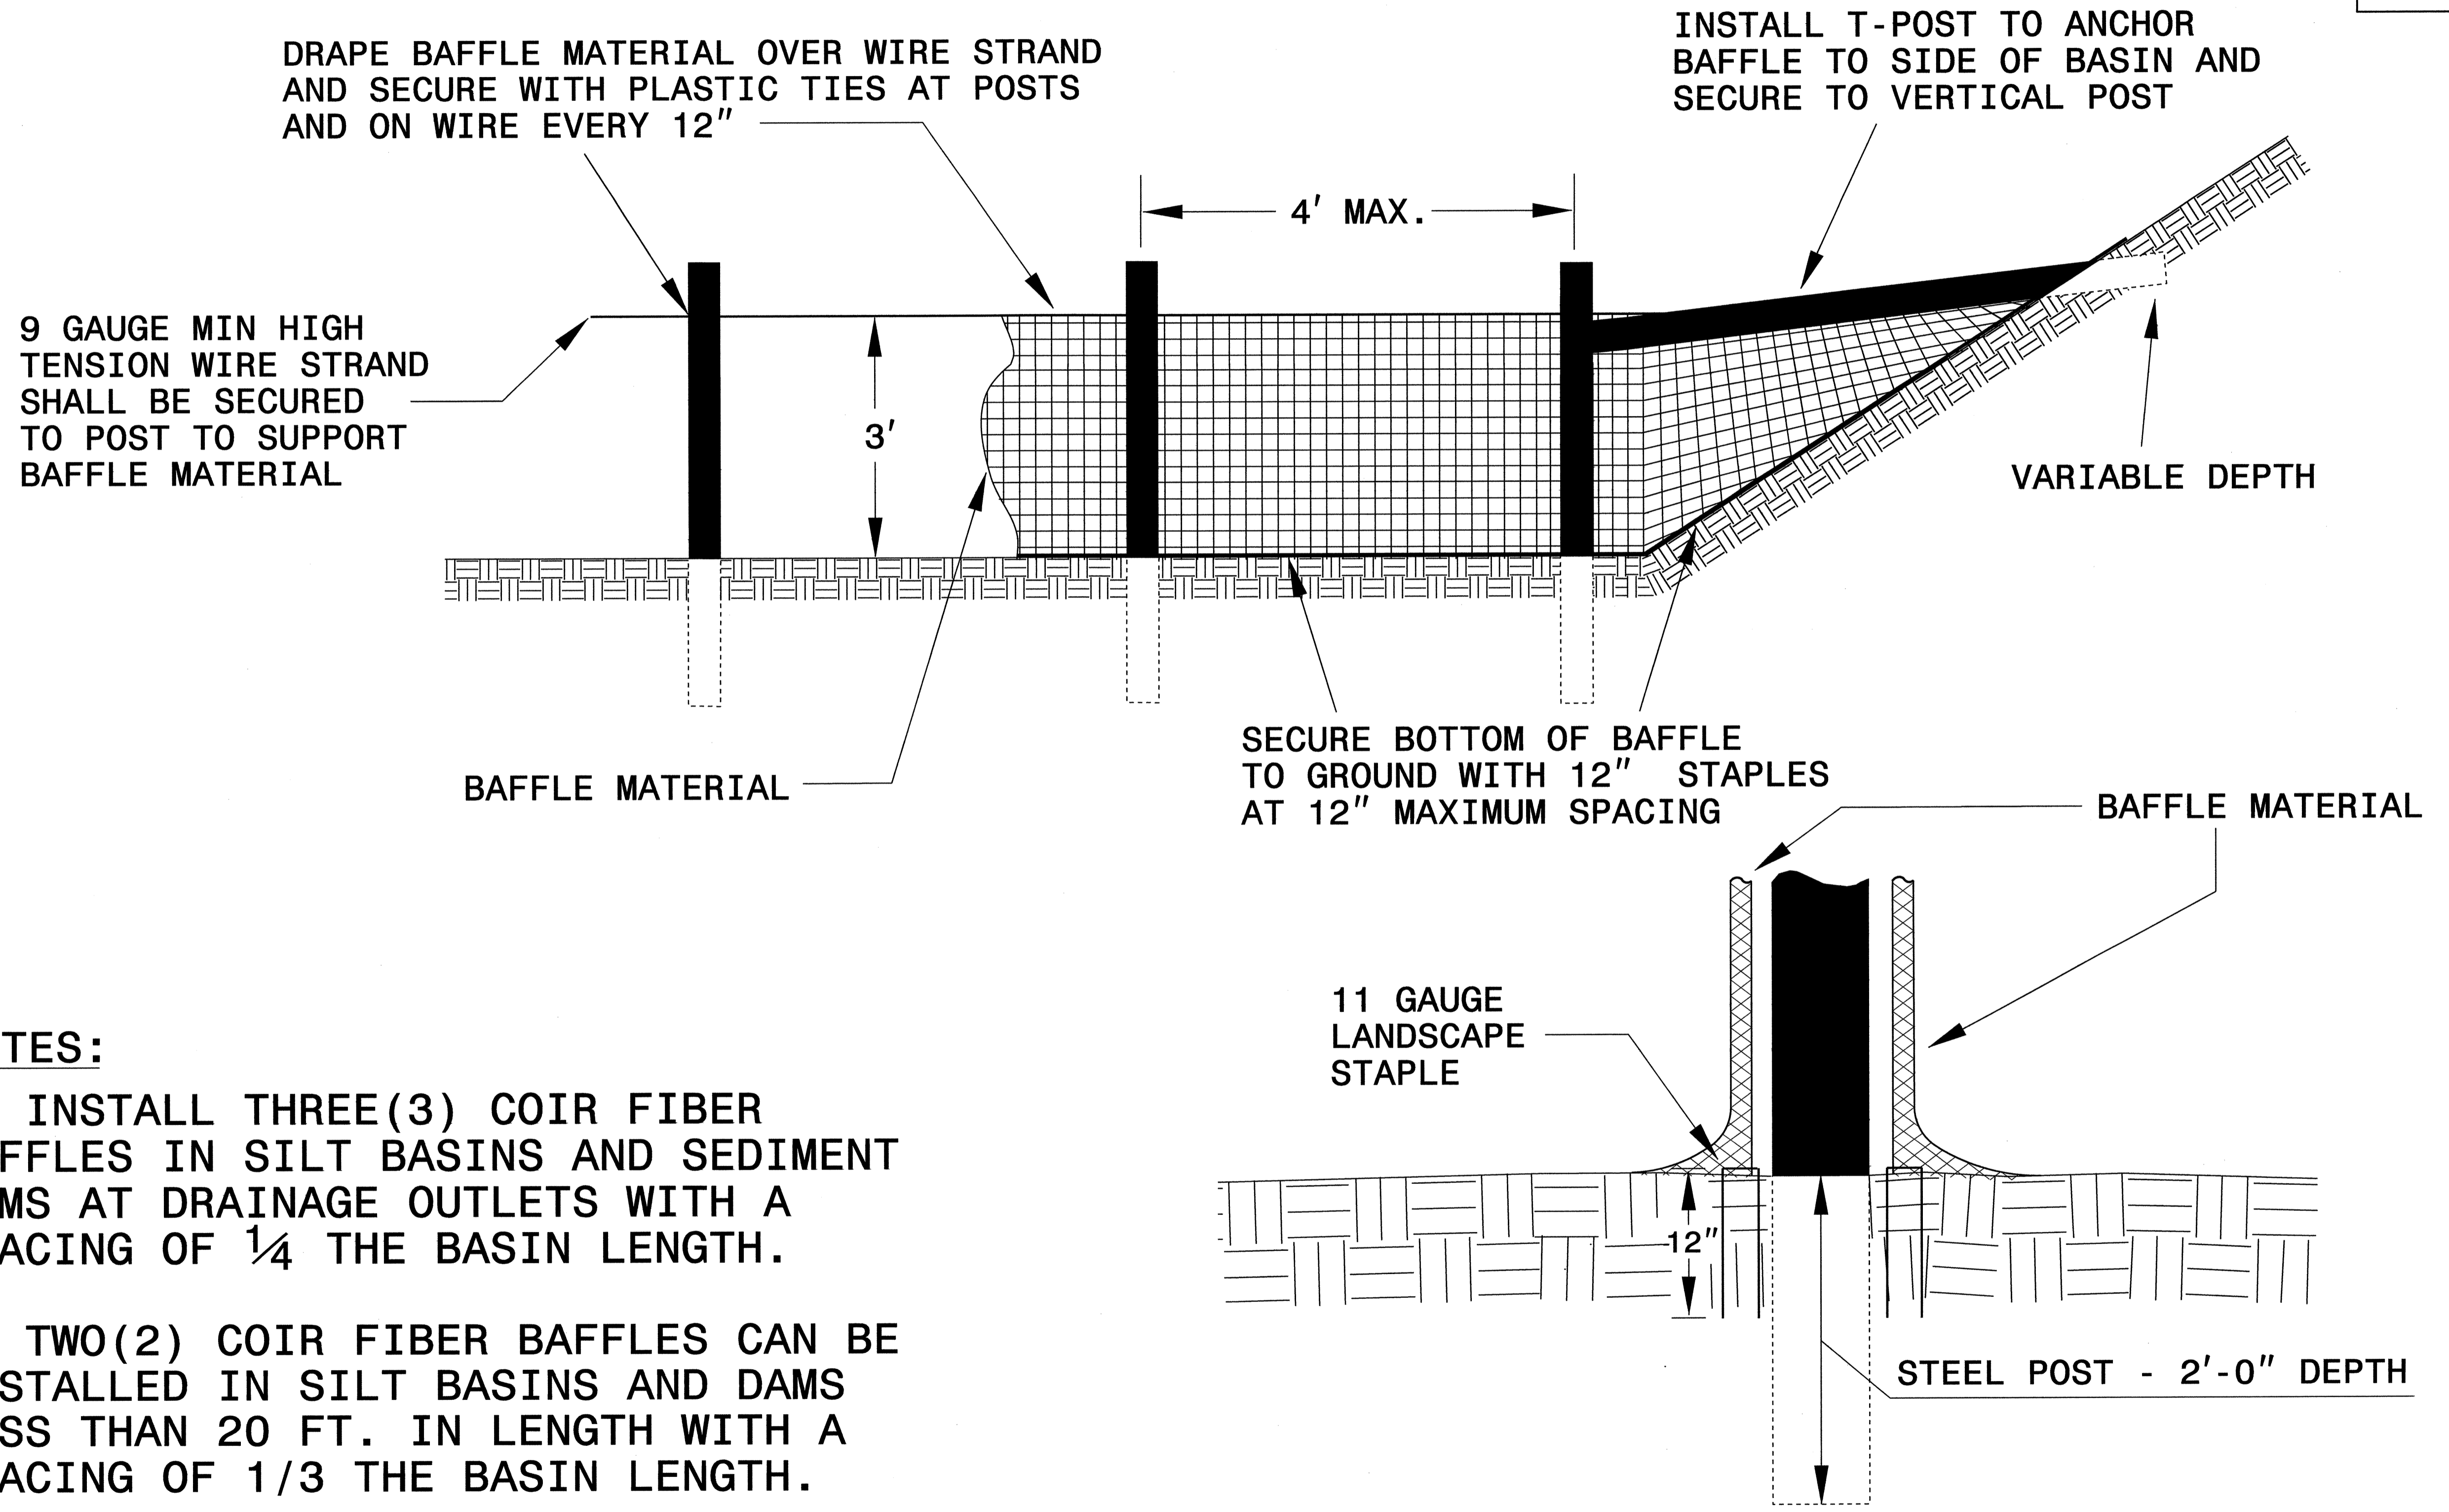 DRAPE BAFFLE MATERIAL OVER WIRE STRAND
AND SECURE WITH PLASTIC TIES AT POSTS
AND ON WIRE EVERY 12"
INSTALL T-POST TO ANCHOR
BAFFLE TO SIDE OF BASIN AND
SECURE TO VERTICAL POST
4' MAX.
9 GAUGE MIN HIGH
TENSION WIRE STRAND
SHALL BE SECURED
TO POST TO SUPPORT
BAFFLE MATERIAL
3'
VARIABLE DEPTH
BAFFLE MATERIAL
SECURE BOTTOM OF BAFFLE
TO GROUND WITH 12" STAPLES
AT 12" MAXIMUM SPACING
BAFFLE MATERIAL
11 GAUGE
LANDSCAPE
STAPLE
12"
STEEL POST - 2'-0" DEPTH
TES:
INSTALL THREE(3) COIR FIBER
FFLES IN SILT BASINS AND SEDIMENT
MS AT DRAINAGE OUTLETS WITH A
ACING OF 1/4 THE BASIN LENGTH.
TWO(2) COIR FIBER BAFFLES CAN BE
STALLED IN SILT BASINS AND DAMS
SS THAN 20 FT. IN LENGTH WITH A
ACING OF 1/3 THE BASIN LENGTH.